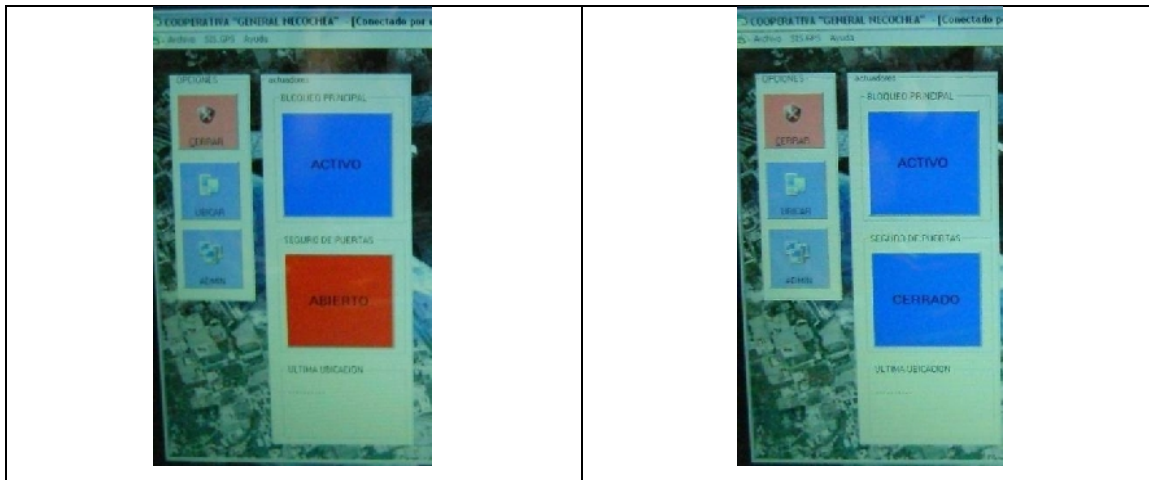 COOPERATIVA "GENERAL NECOCHEA" - [Conectado por
Archivo SIS.GPS Ayuda
OPCIONES
actuadores
BLOQUEO PRINCIPAL
CERRAR
ACTIVO
UBICAR
SEGURO DE PUERTAS
ADMIN
ABIERTO
ULTIMA UBICACION
COOPERATIVA "GENERAL NECOCHEA" - [Conectado
Archivo SIS.GPS Ayuda
OPCIONES
actuadores
BLOQUEO PRINCIPAL
CERRAR
ACTIVO
UBICAR
SEGURO DE PUERTAS
ADMIN
CERRADO
ULTIMA UBICACION